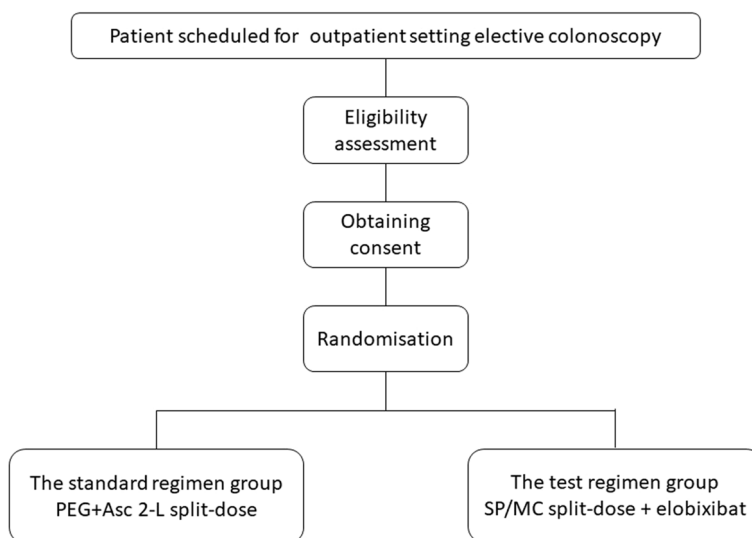 Patient scheduled for outpatient setting elective colonoscopy
Eligibility
assessment
Obtaining
consent
Randomisation
The standard regimen group
PEG+Asc 2-L split-dose
The test regimen group
SP/MC split-dose + elobixibat